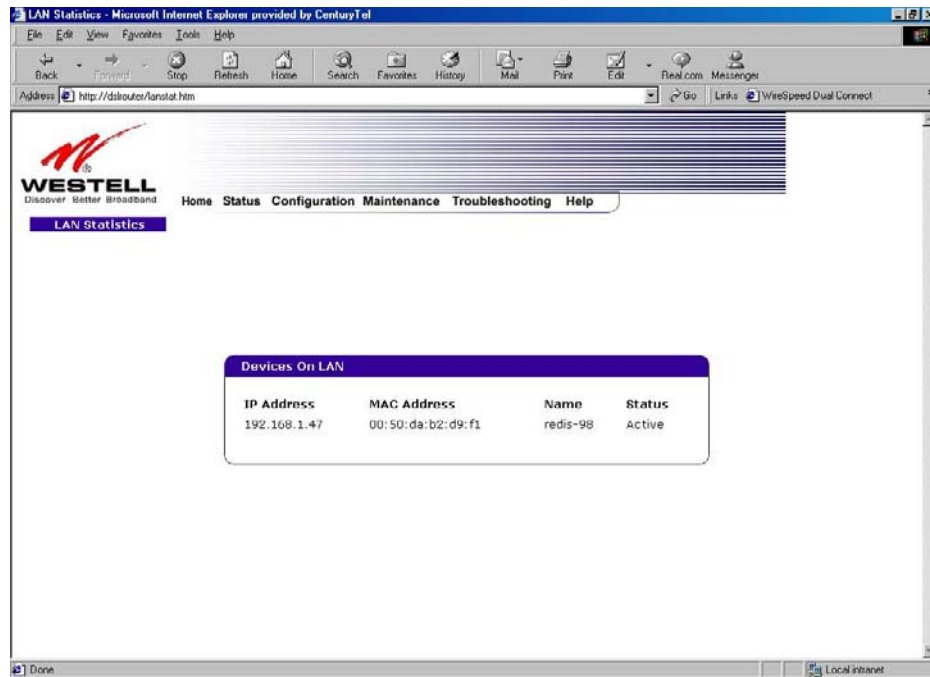 LAN Statistics - Microsoft Internet Explorer provided by CenturyTel
File Edit View Favorites Tools Help
Back Forward Stop Refresh Home Search Favorites History Mail Print Edit Real.com Messenger
Address http://dslrouter/lanstat.htm Go Links WireSpeed Dual Connect
WESTELL
Discover Better Broadband
Home Status Configuration Maintenance Troubleshooting Help
LAN Statistics
Devices On LAN
IP Address MAC Address Name Status
192.168.1.47 00:50:da:b2:d9:f1 redis-98 Active
Done Local intranet